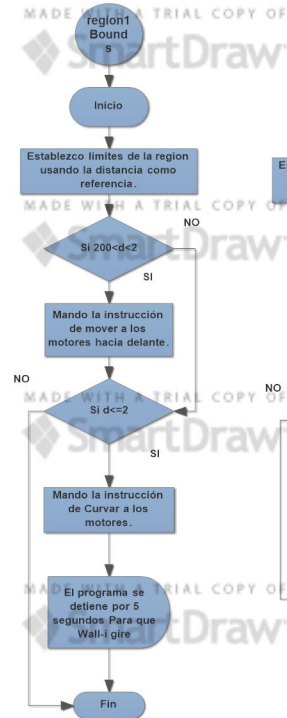 MADE WITH A TRIAL COPY OF
SmartDraw
region1
Bound
s
Inicio
Establezco limites de la region
usando la distancia como
referencia.
E
MADE WITH A TRIAL COPY OF
SmartDraw
NO
Si 200<d<2
SI
Mando la instrucción
de mover a los
motores hacia delante.
NO
NO
MADE WITH A TRIAL COPY OF
SmartDraw
Si d<=2
SI
Mando la instrucción
de Curvar a los
motores.
MADE WITH A TRIAL COPY OF
SmartDraw
El programa se
detiene por 5
segundos Para que
Wall-i gire
Fin